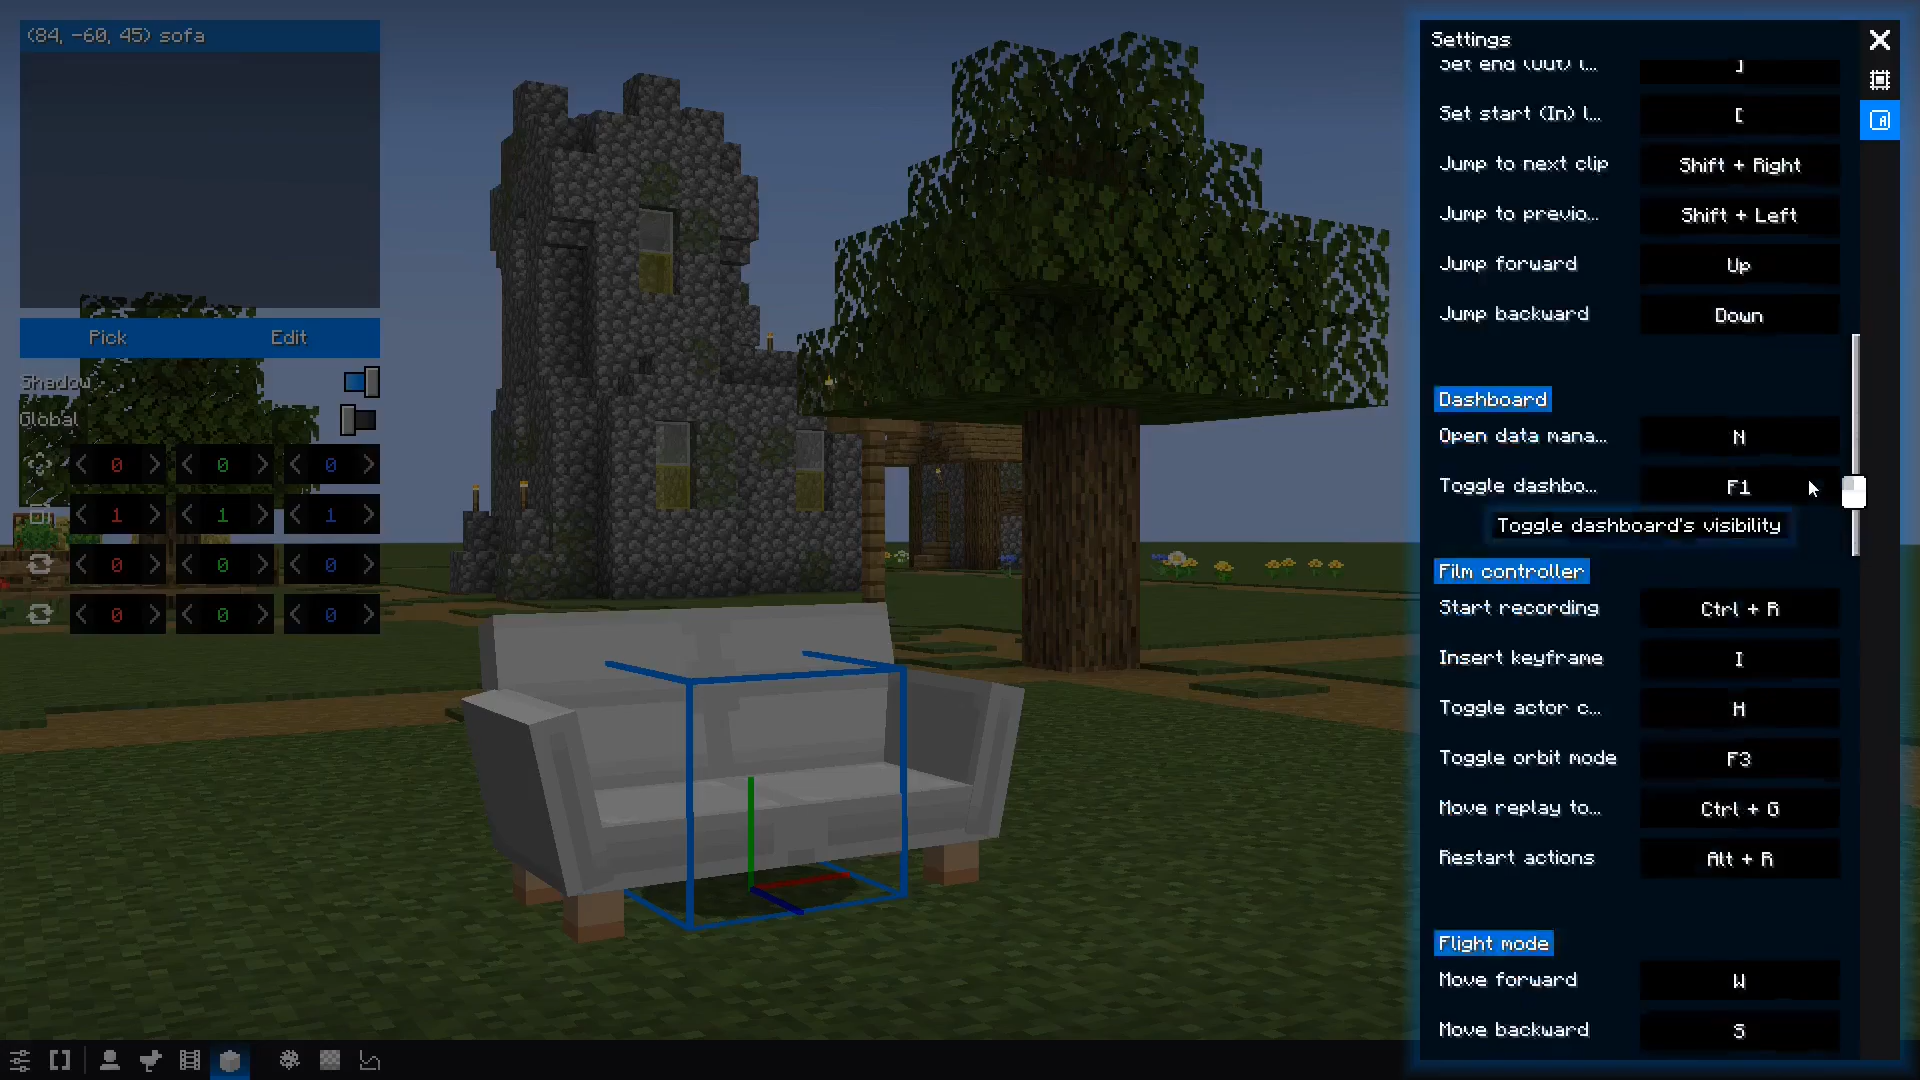 (84, -60, 45) sofa
Pick
Edit
Shadow
Global
0 0 0
1 1 1
0 0 0
0 0 0
Settings
Set end (Out) l... ]
Set start (In) l... [
Jump to next clip Shift + Right
Jump to previo... Shift + Left
Jump forward Up
Jump backward Down
Dashboard
Open data mana... N
Toggle dashbo... F1
Toggle dashboard's visibility
Film controller
Start recording Ctrl + R
Insert keyframe I
Toggle actor c... H
Toggle orbit mode F3
Move replay to... Ctrl + G
Restart actions Alt + R
Flight mode
Move forward W
Move backward S